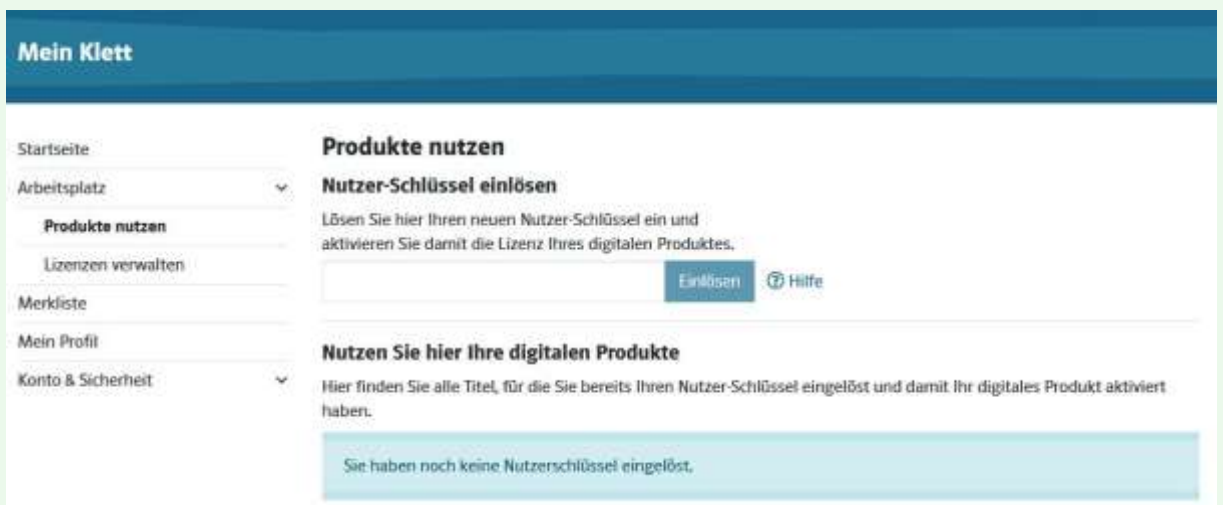 Mein Klett
Startseite
Arbeitsplatz
Produkte nutzen
Lizenzen verwalten
Merkliste
Mein Profil
Konto & Sicherheit
Produkte nutzen
Nutzer-Schlüssel einlösen
Lösen Sie hier Ihren neuen Nutzer-Schlüssel ein und
aktivieren Sie damit die Lizenz Ihres digitalen Produktes.
Einlösen
Hilfe
Nutzen Sie hier Ihre digitalen Produkte
Hier finden Sie alle Titel, für die Sie bereits Ihren Nutzer-Schlüssel eingelöst und damit Ihr digitales Produkt aktiviert
haben.
Sie haben noch keine Nutzerschlüssel eingelöst.